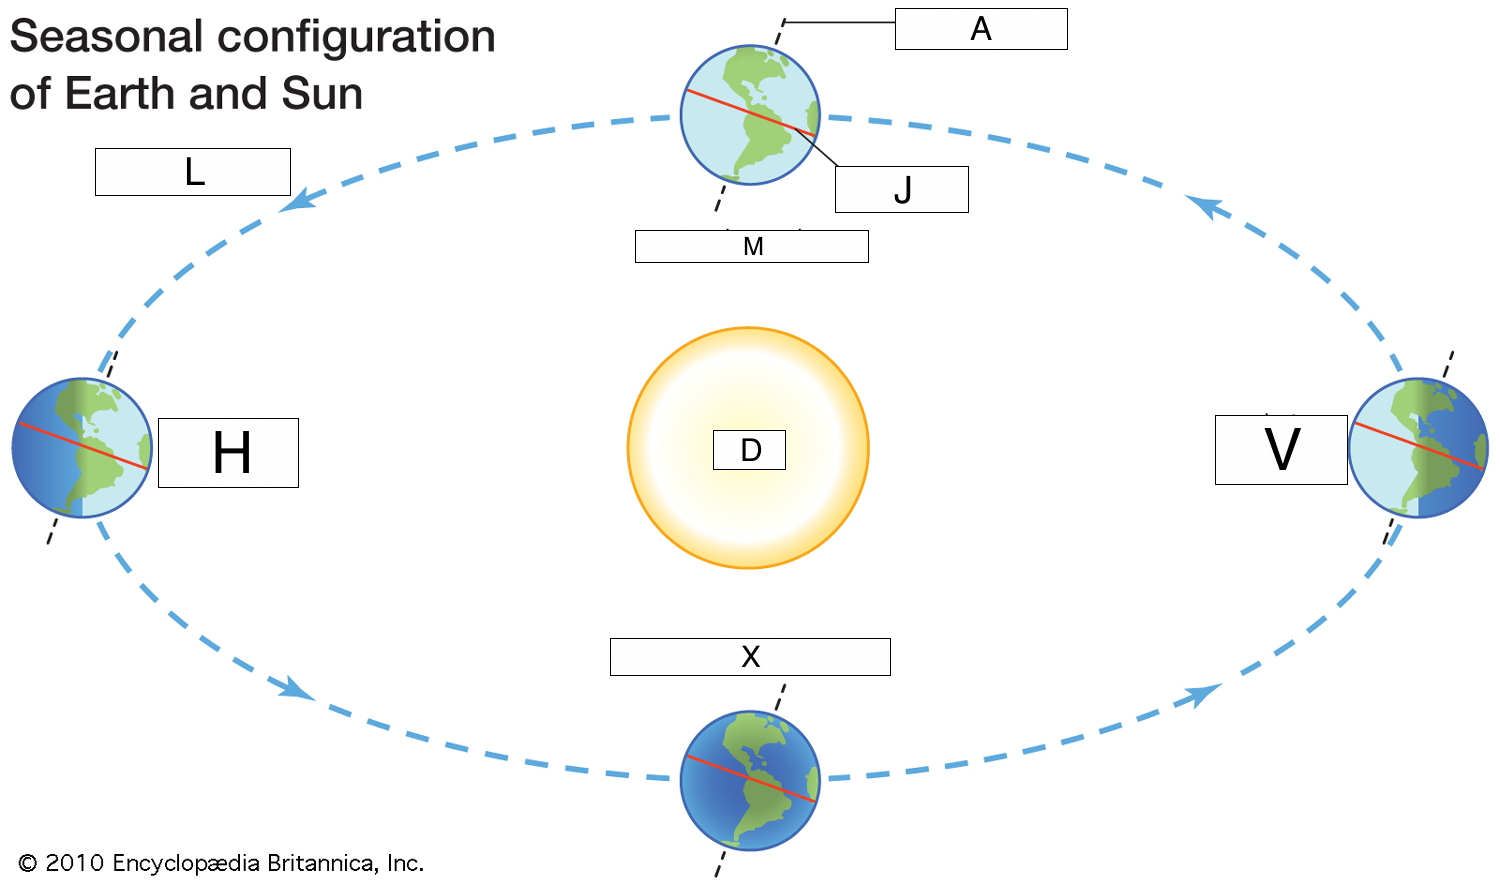 Seasonal configuration
of Earth and Sun
A
L
J
M
H
D
V
X
© 2010 Encyclopædia Britannica, Inc.